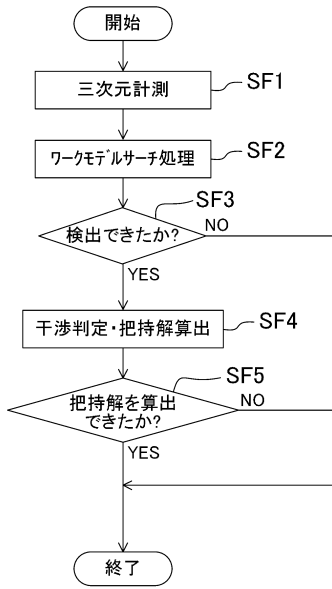 開始
三次元計測
SF1
ﾜｰｸﾓﾃﾞﾙサーチ処理
SF2
SF3
検出できたか?
NO
YES
干渉判定・把持解算出
SF4
SF5
把持解を算出
できたか?
NO
YES
終了